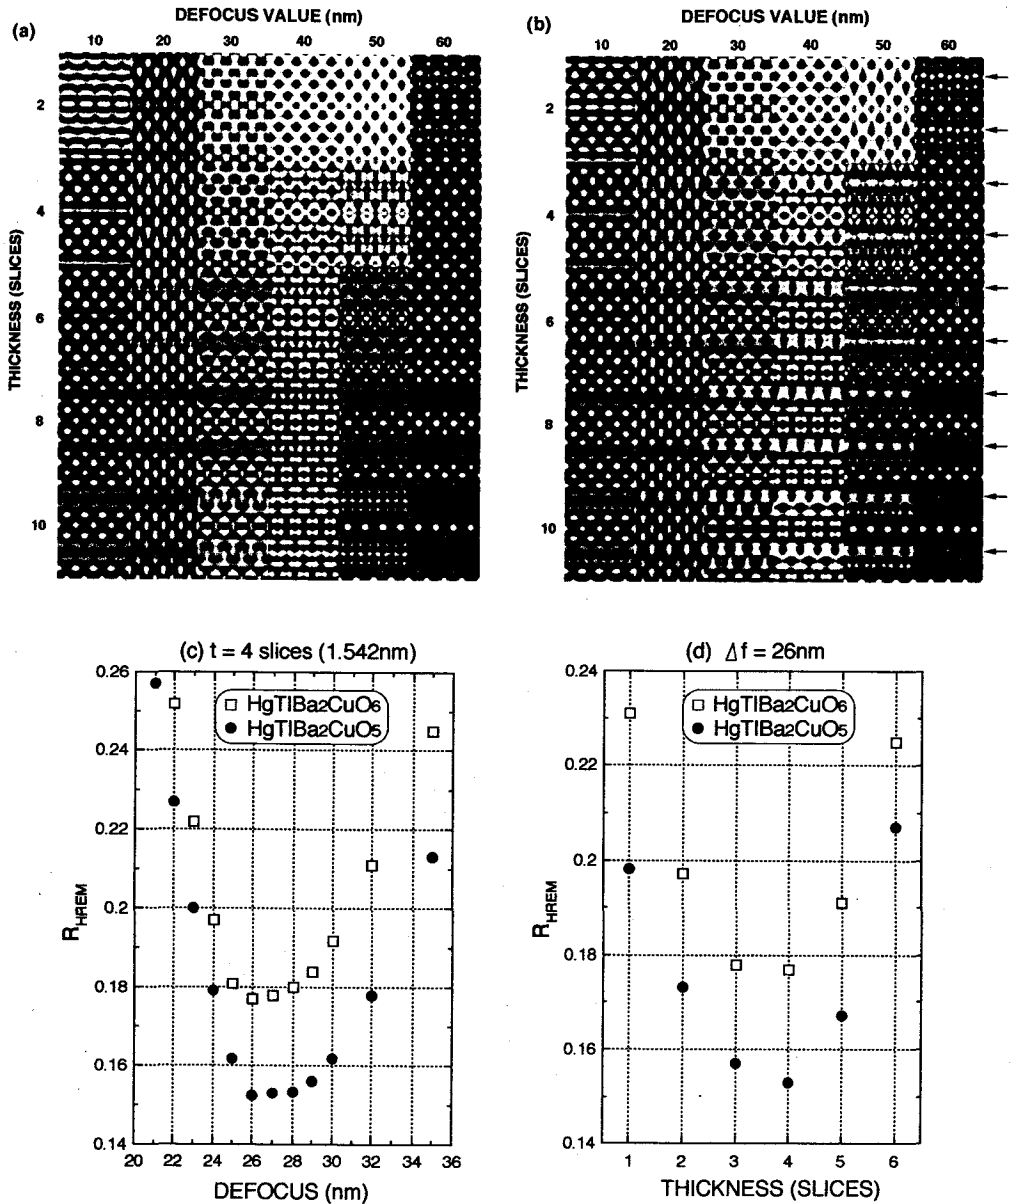 (a)
DEFOCUS VALUE (nm)
10 20 30 40 50 60
THICKNESS (SLICES)
2
4
6
8
10
(b)
DEFOCUS VALUE (nm)
10 20 30 40 50 60
THICKNESS (SLICES)
2
4
6
8
10
(c) t = 4 slices (1.542nm)
HgTlBa2CuO6
HgTlBa2CuO5
RHREM
0.26
0.24
0.22
0.2
0.18
0.16
0.14
20 22 24 26 28 30 32 34 36
DEFOCUS (nm)
(d) Δf = 26nm
HgTlBa2CuO6
HgTlBa2CuO5
RHREM
0.24
0.22
0.2
0.18
0.16
0.14
1 2 3 4 5 6
THICKNESS (SLICES)